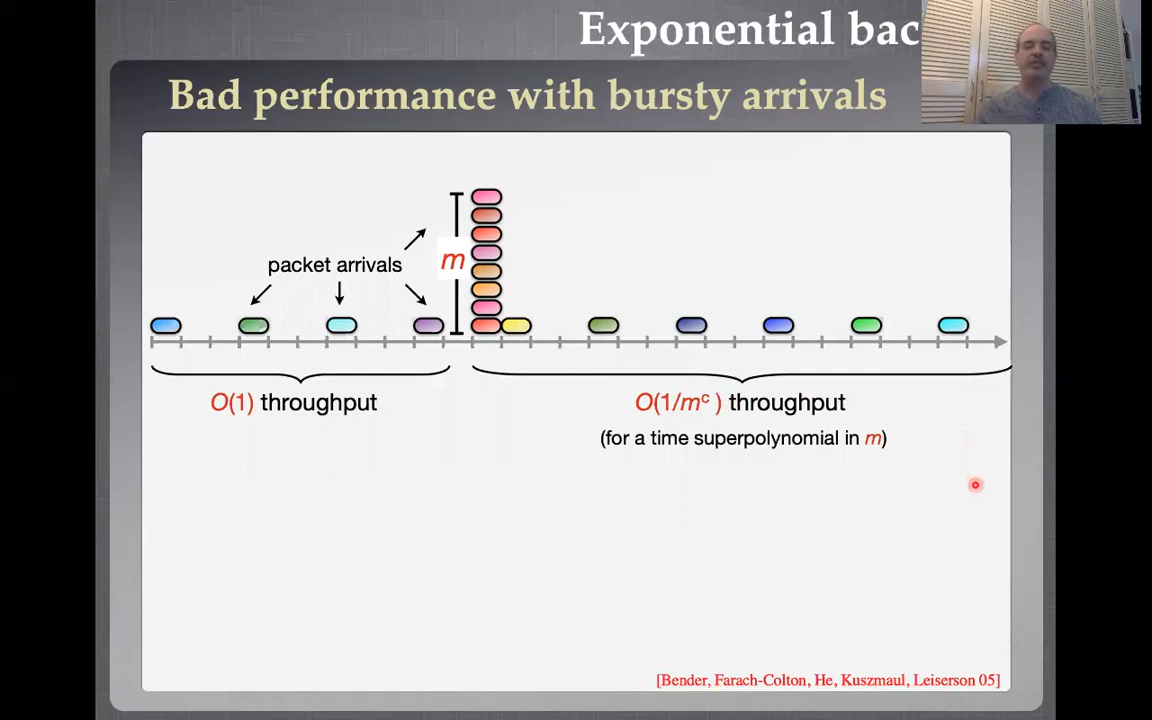 Exponential bac
Bad performance with bursty arrivals
packet arrivals
m
O(1) throughput
O(1/mᶜ ) throughput
(for a time superpolynomial in m)
[Bender, Farach-Colton, He, Kuszmaul, Leiserson 05]